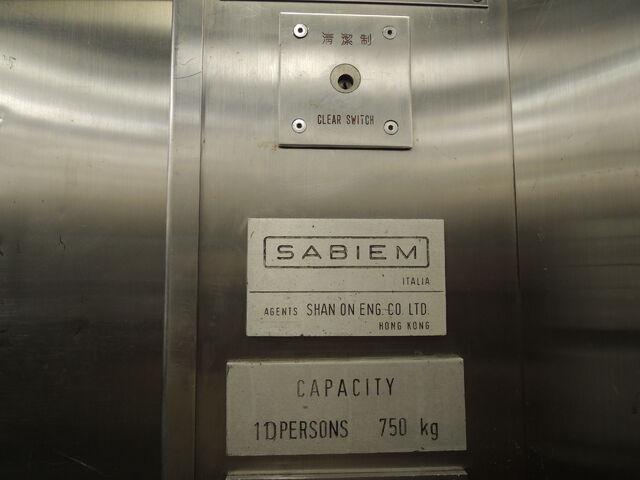 清潔制
CLEAR SWITCH
SABIEM
ITALIA
AGENTS SHAN ON ENG. CO. LTD.
HONG KONG
CAPACITY
10 PERSONS 750 kg